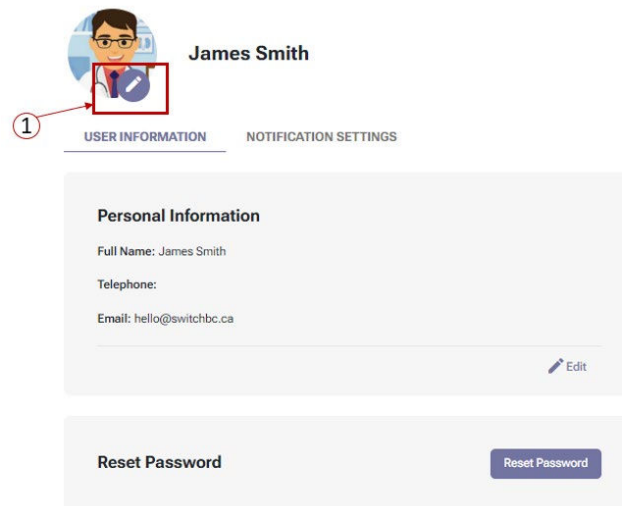 James Smith
1
USER INFORMATION NOTIFICATION SETTINGS
Personal Information
Full Name: James Smith
Telephone:
Email: hello@switchbc.ca
Edit
Reset Password Reset Password